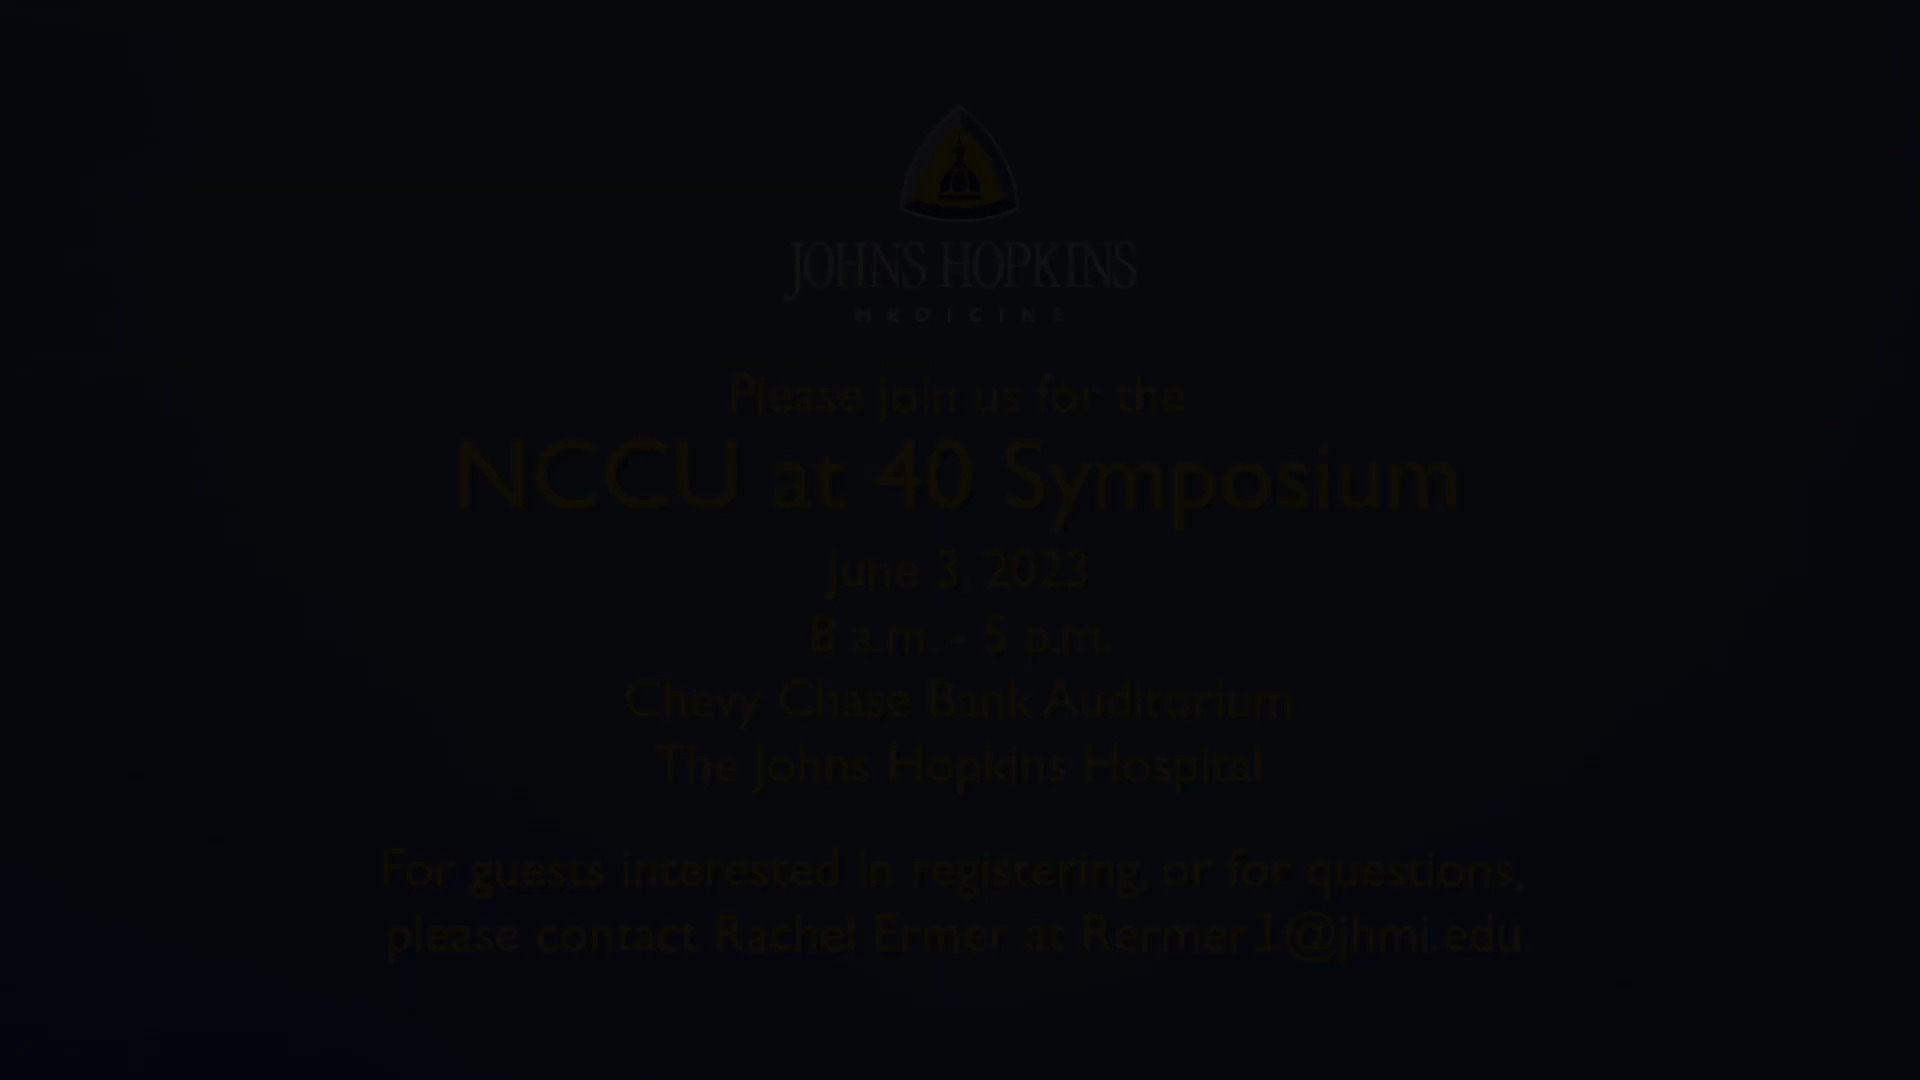 JOHNS HOPKINS
MEDICINE
Please join us for the
NCCU at 40 Symposium
June 3, 2023
8 a.m. - 5 p.m.
Chevy Chase Bank Auditorium
The Johns Hopkins Hospital
For guests interested in registering, or for questions,
please contact Rachel Ermer at Rermer1@jhmi.edu.